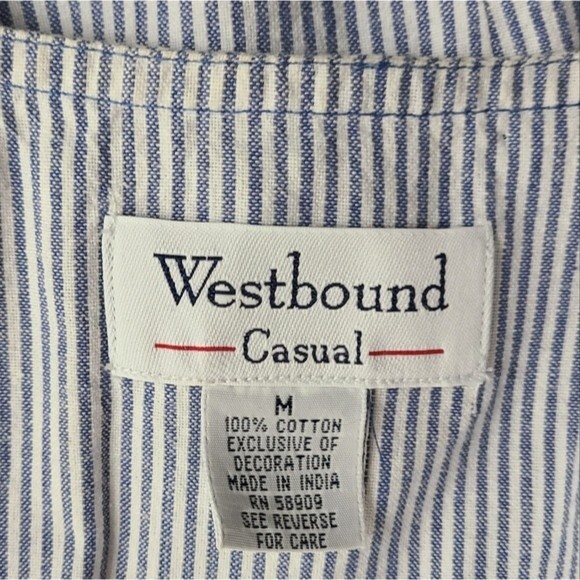 Westbound
Casual
M
100% COTTON
EXCLUSIVE OF
DECORATION
MADE IN INDIA
RN 58909
SEE REVERSE
FOR CARE